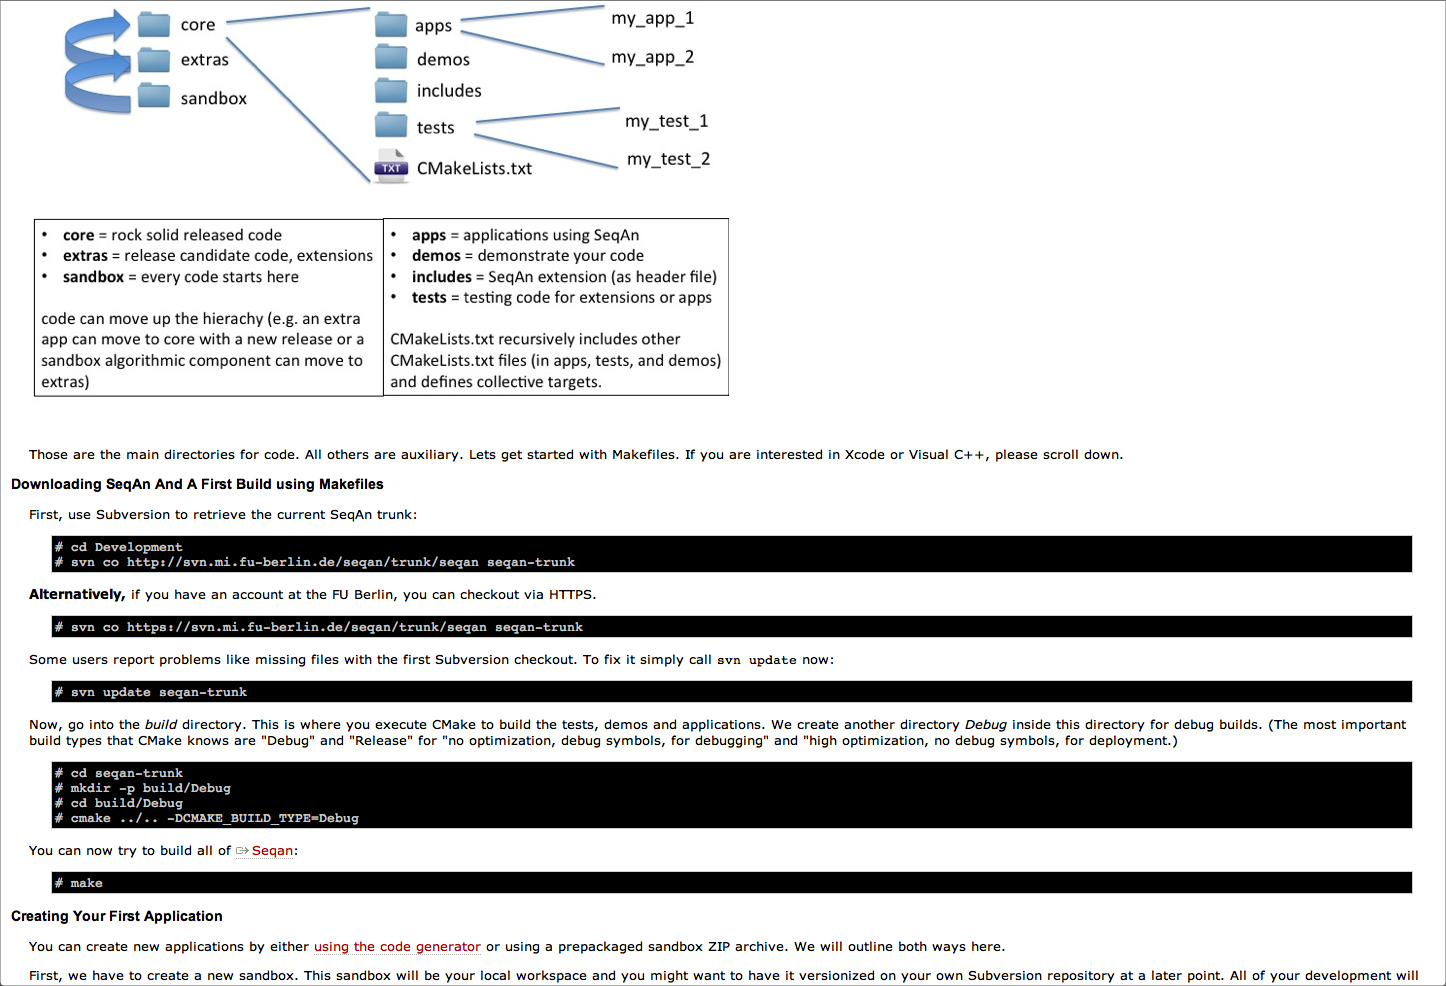 core
extras
sandbox
apps
demos
includes
tests
TXT
CMakeLists.txt
my_app_1
my_app_2
my_test_1
my_test_2
• core = rock solid released code
• extras = release candidate code, extensions
• sandbox = every code starts here
code can move up the hierachy (e.g. an extra
app can move to core with a new release or a
sandbox algorithmic component can move to
extras)
• apps = applications using SeqAn
• demos = demonstrate your code
• includes = SeqAn extension (as header file)
• tests = testing code for extensions or apps
CMakeLists.txt recursively includes other
CMakeLists.txt files (in apps, tests, and demos)
and defines collective targets.
Those are the main directories for code. All others are auxiliary. Lets get started with Makefiles. If you are interested in Xcode or Visual C++, please scroll down.
Downloading SeqAn And A First Build using Makefiles
First, use Subversion to retrieve the current SeqAn trunk:
# cd Development
# svn co http://svn.mi.fu-berlin.de/seqan/trunk/seqan seqan-trunk
Alternatively, if you have an account at the FU Berlin, you can checkout via HTTPS.
# svn co https://svn.mi.fu-berlin.de/seqan/trunk/seqan seqan-trunk
Some users report problems like missing files with the first Subversion checkout. To fix it simply call svn update now:
# svn update seqan-trunk
Now, go into the build directory. This is where you execute CMake to build the tests, demos and applications. We create another directory Debug inside this directory for debug builds. (The most important
build types that CMake knows are "Debug" and "Release" for "no optimization, debug symbols, for debugging" and "high optimization, no debug symbols, for deployment.)
# cd seqan-trunk
# mkdir -p build/Debug
# cd build/Debug
# cmake ../.. -DCMAKE_BUILD_TYPE=Debug
You can now try to build all of Seqan:
# make
Creating Your First Application
You can create new applications by either using the code generator or using a prepackaged sandbox ZIP archive. We will outline both ways here.
First, we have to create a new sandbox. This sandbox will be your local workspace and you might want to have it versionized on your own Subversion repository at a later point. All of your development will